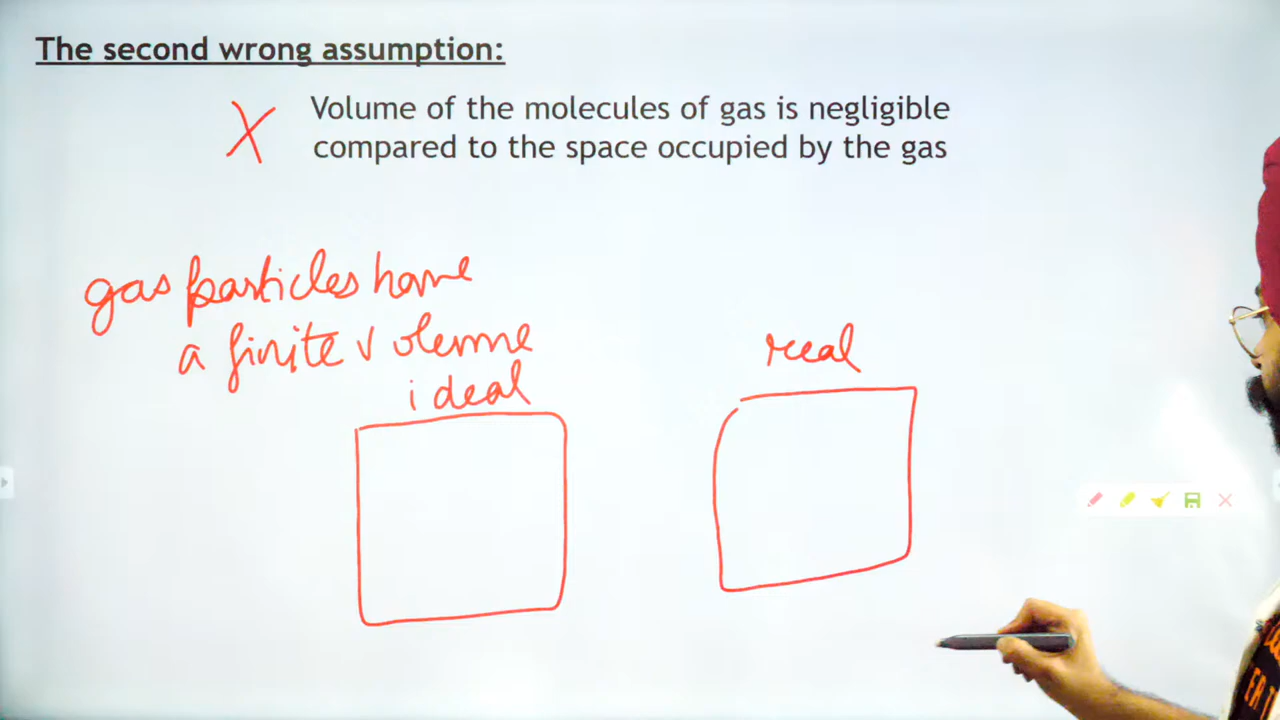 The second wrong assumption:
X Volume of the molecules of gas is negligible
compared to the space occupied by the gas
gas particles have
a finite volume
ideal
real
ER